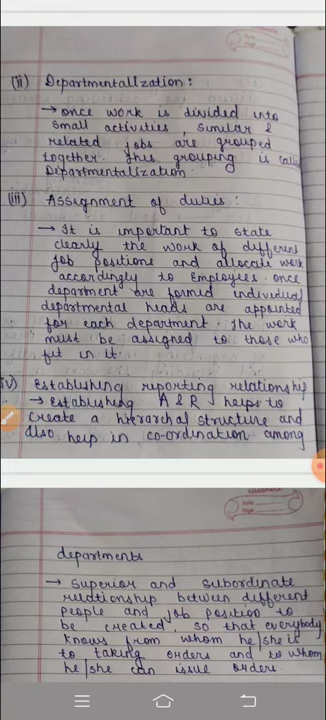 (ii) Departmentalization:
→ once work is divided into
small activities, similar &
related jobs are grouped
together. This grouping is called
Departmentalization.
(iii) Assignment of duties:
→ It is important to state
clearly the work of different
job positions and allocate work
accordingly to Employees. once
department are formed individual
departmental heads are appointed
for each department. The work
must be assigned to those who
fit in it.
iv) Establishing reporting relationship
→ Establishing A & R helps to
create a hierarchal structure and
also help in co-ordination among
departments
→ Superior and subordinate
relationship between different
people and job position to
be created, so that everybody
knows from whom he/she is
to taking orders and to whom
he/she can issue orders.